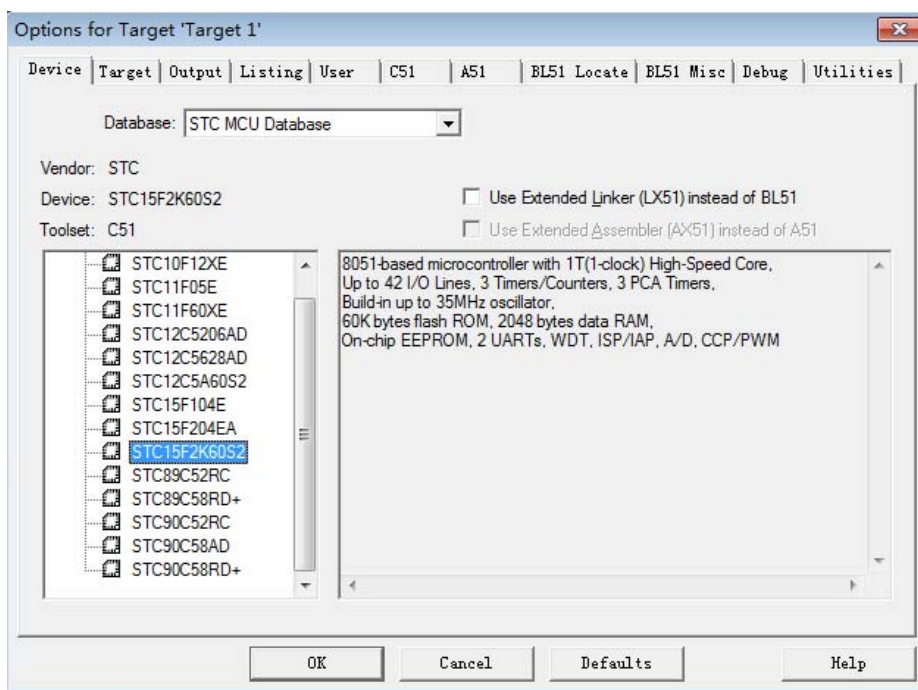 Options for Target 'Target 1'
Device Target Output Listing User C51 A51 BL51 Locate BL51 Misc Debug Utilities
Database: STC MCU Database
Vendor: STC
Device: STC15F2K60S2
Use Extended Linker (LX51) instead of BL51
Toolset: C51
Use Extended Assembler (AX51) instead of A51
STC10F12XE
STC11F05E
STC11F60XE
STC12C5206AD
STC12C5628AD
STC12C5A60S2
STC15F104E
STC15F204EA
STC15F2K60S2
STC89C52RC
STC89C58RD+
STC90C52RC
STC90C58AD
STC90C58RD+
8051-based microcontroller with 1T(1-clock) High-Speed Core,
Up to 42 I/O Lines, 3 Timers/Counters, 3 PCA Timers,
Build-in up to 35MHz oscillator,
60K bytes flash ROM, 2048 bytes data RAM,
On-chip EEPROM, 2 UARTs, WDT, ISP/IAP, A/D, CCP/PWM
OK Cancel Defaults Help